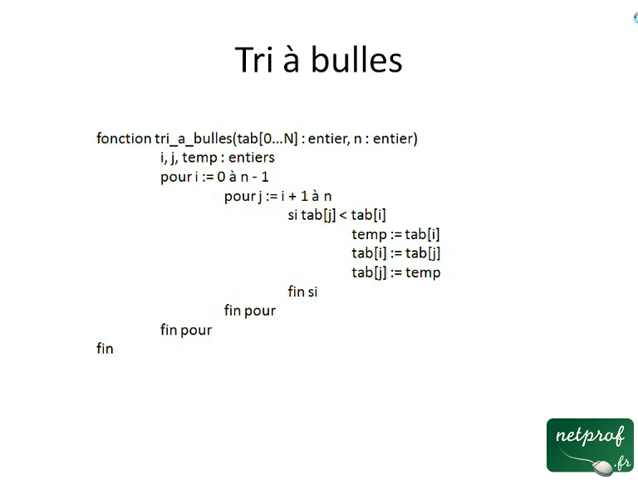 Tri à bulles
fonction tri_a_bulles(tab[0...N] : entier, n : entier)
i, j, temp : entiers
pour i := 0 à n - 1
pour j := i + 1 à n
si tab[j] < tab[i]
temp := tab[i]
tab[i] := tab[j]
tab[j] := temp
fin si
fin pour
fin pour
fin
netprof
.fr